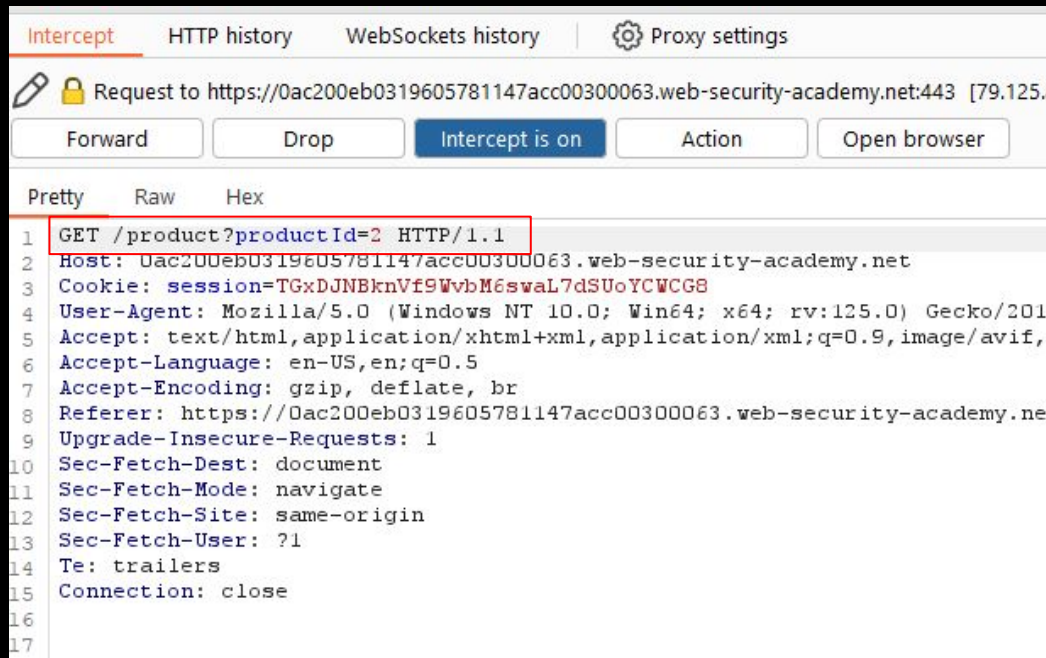 Intercept HTTP history WebSockets history Proxy settings
Request to https://0ac200eb0319605781147acc00300063.web-security-academy.net:443 [79.125.
Forward Drop Intercept is on Action Open browser
Pretty Raw Hex
1 GET /product?productId=2 HTTP/1.1
2 Host: 0ac200eb0319605781147acc00300063.web-security-academy.net
3 Cookie: session=TGxDJNBknVf9WvbM6swaL7dSUoYCWCG8
4 User-Agent: Mozilla/5.0 (Windows NT 10.0; Win64; x64; rv:125.0) Gecko/201
5 Accept: text/html,application/xhtml+xml,application/xml;q=0.9,image/avif,
6 Accept-Language: en-US,en;q=0.5
7 Accept-Encoding: gzip, deflate, br
8 Referer: https://0ac200eb0319605781147acc00300063.web-security-academy.ne
9 Upgrade-Insecure-Requests: 1
10 Sec-Fetch-Dest: document
11 Sec-Fetch-Mode: navigate
12 Sec-Fetch-Site: same-origin
13 Sec-Fetch-User: ?1
14 Te: trailers
15 Connection: close
16
17